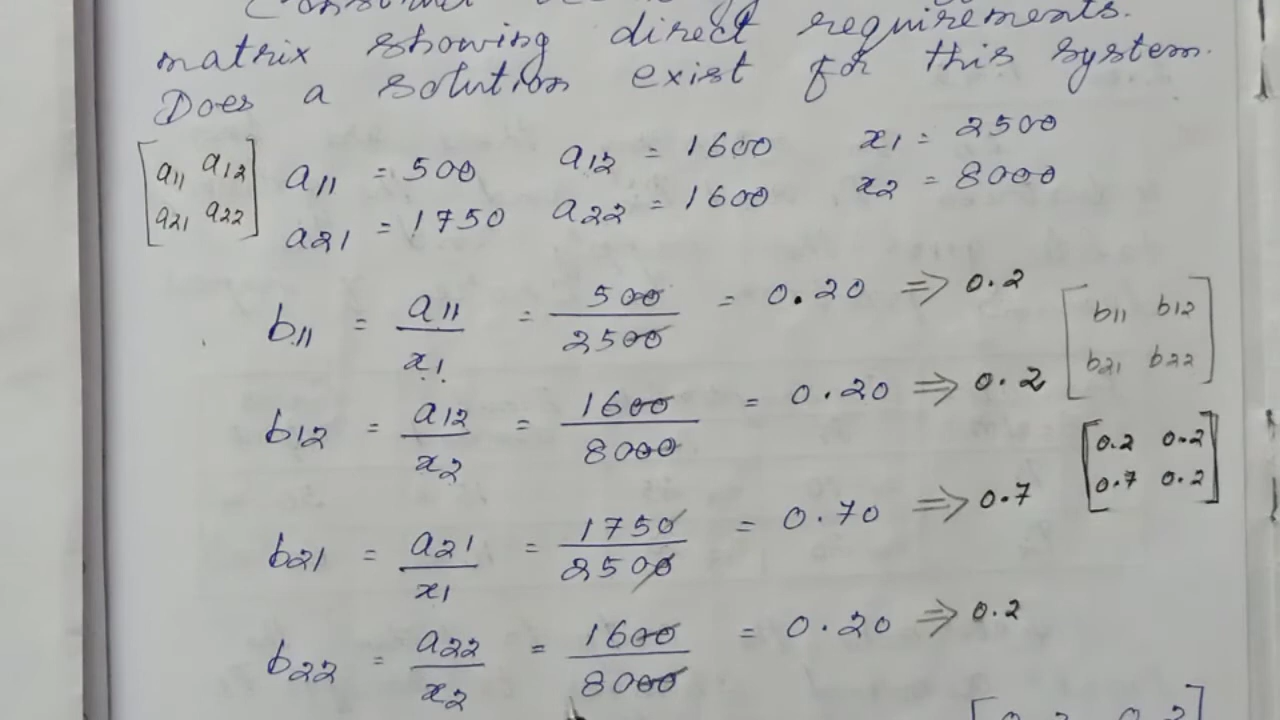 matrix showing direct requirements.
Does a solution exist for this system.
[a11 a12
a21 a22]
a11 = 500 a12 = 1600 x1 = 2500
a21 = 1750 a22 = 1600 x2 = 8000
b11 = a11/x1 = 500/2500 = 0.20 ⇒ 0.2
[b11 b12
b21 b22]
b12 = a12/x2 = 1600/8000 = 0.20 ⇒ 0.2
[0.2 0.2
0.7 0.2]
b21 = a21/x1 = 1750/2500 = 0.70 ⇒ 0.7
b22 = a22/x2 = 1600/8000 = 0.20 ⇒ 0.2